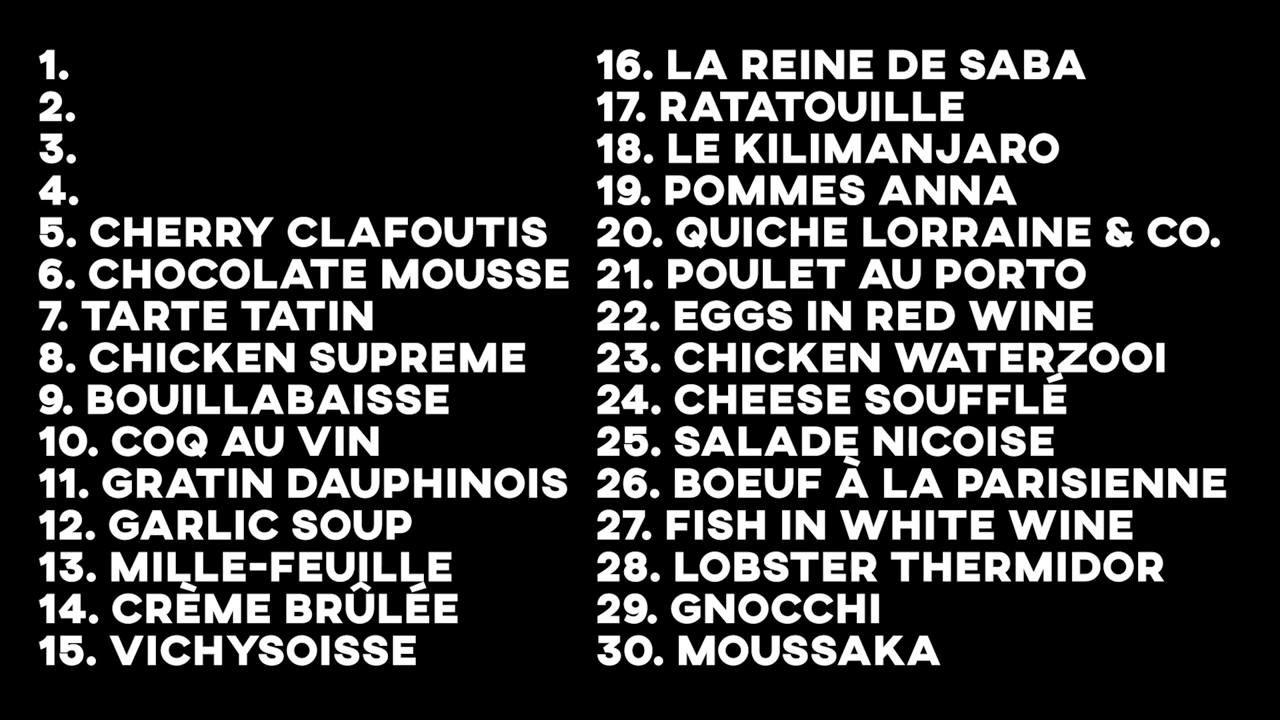 1.
2.
3.
4.
5. CHERRY CLAFOUTIS
6. CHOCOLATE MOUSSE
7. TARTE TATIN
8. CHICKEN SUPREME
9. BOUILLABAISSE
10. COQ AU VIN
11. GRATIN DAUPHINOIS
12. GARLIC SOUP
13. MILLE-FEUILLE
14. CRÈME BRÛLÉE
15. VICHYSOISSE
16. LA REINE DE SABA
17. RATATOUILLE
18. LE KILIMANJARO
19. POMMES ANNA
20. QUICHE LORRAINE & CO.
21. POULET AU PORTO
22. EGGS IN RED WINE
23. CHICKEN WATERZOOI
24. CHEESE SOUFFLÉ
25. SALADE NICOISE
26. BOEUF À LA PARISIENNE
27. FISH IN WHITE WINE
28. LOBSTER THERMIDOR
29. GNOCCHI
30. MOUSSAKA